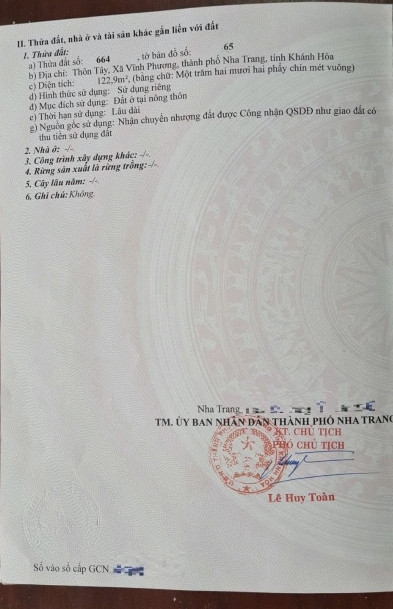 II. Thửa đất, nhà ở và tài sản khác gắn liền với đất
1. Thửa đất:
a) Thửa đất số: 664 , tờ bản đồ số: 65
b) Địa chỉ: Thôn Tây, Xã Vĩnh Phương, thành phố Nha Trang, tỉnh Khánh Hòa
c) Diện tích: 122,9m², (bằng chữ: Một trăm hai mươi hai phẩy chín mét vuông)
d) Hình thức sử dụng: Sử dụng riêng
đ) Mục đích sử dụng: Đất ở tại nông thôn
e) Thời hạn sử dụng: Lâu dài
g) Nguồn gốc sử dụng: Nhận chuyển nhượng đất được Công nhận QSDĐ như giao đất có
thu tiền sử dụng đất
2. Nhà ở: -/-
3. Công trình xây dựng khác: -/-
4. Rừng sản xuất là rừng trồng: -/-
5. Cây lâu năm: -/-
6. Ghi chú: Không
Nha Trang,
TM. ỦY BAN NHÂN DÂN THÀNH PHỐ NHA TRANG
KT. CHỦ TỊCH
PHÓ CHỦ TỊCH
Lê Huy Toàn
Số vào sổ cấp GCN